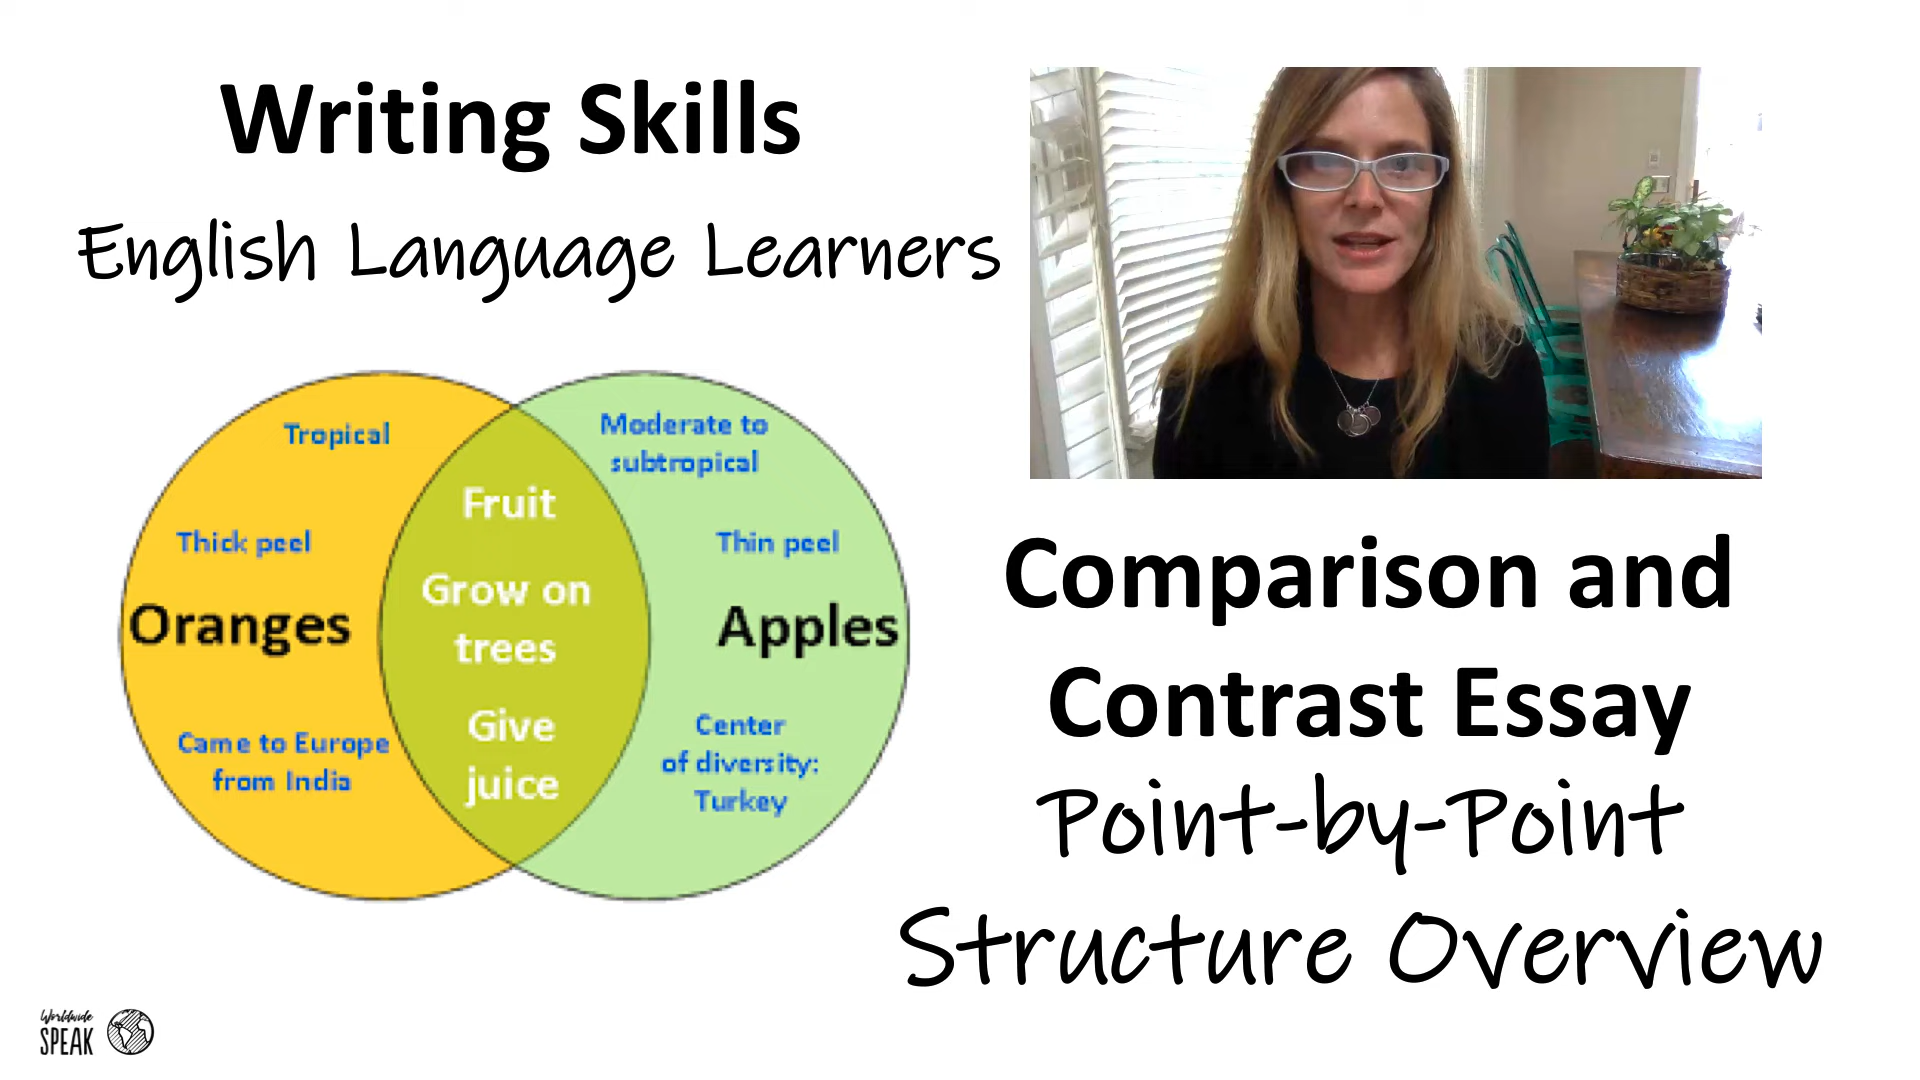 Writing Skills
English Language Learners
Tropical
Thick peel
Oranges
Came to Europe
from India
Fruit
Grow on
trees
Give
juice
Moderate to
subtropical
Thin peel
Apples
Center
of diversity:
Turkey
Comparison and
Contrast Essay
Point-by-Point
Structure Overview
Worldwide
SPEAK